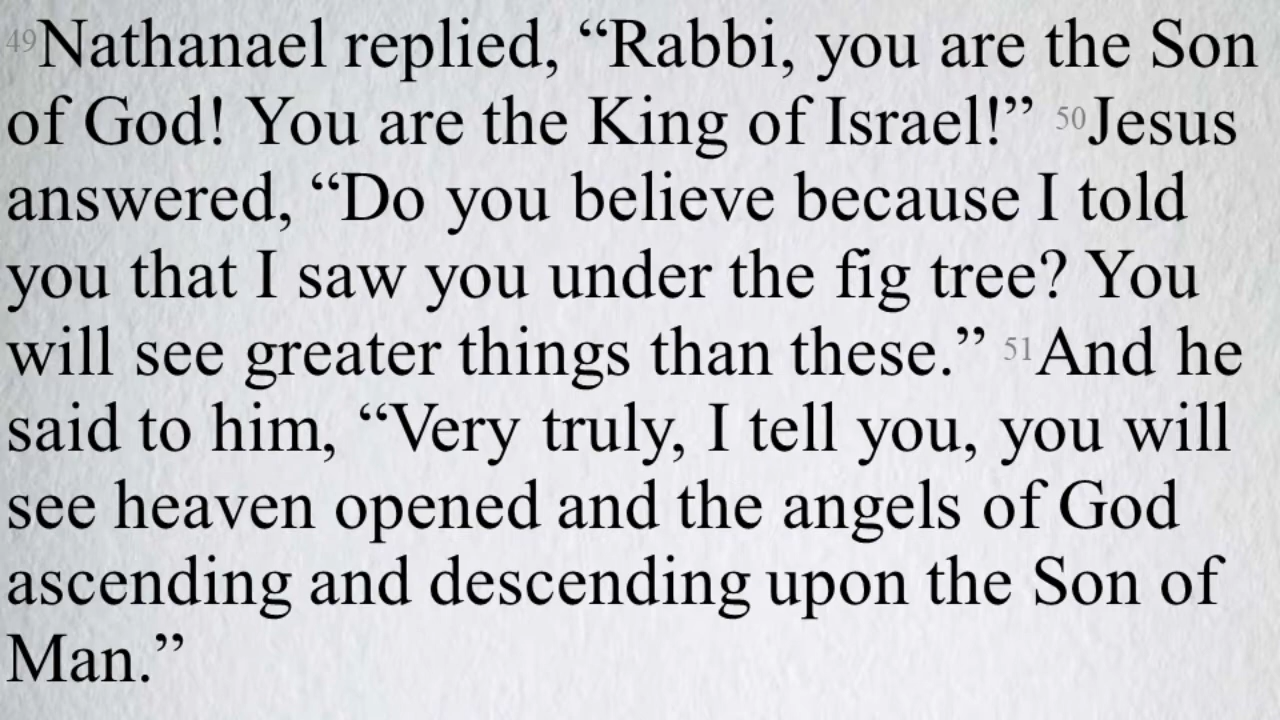 49Nathanael replied, “Rabbi, you are the Son
of God! You are the King of Israel!” 50Jesus
answered, “Do you believe because I told
you that I saw you under the fig tree? You
will see greater things than these.” 51And he
said to him, “Very truly, I tell you, you will
see heaven opened and the angels of God
ascending and descending upon the Son of
Man.”